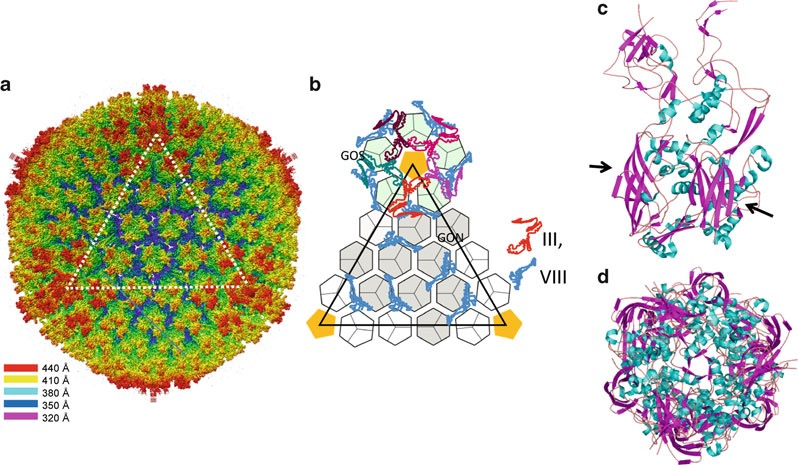 a
b
c
GOS
GON
III,
VIII
d
440 Å
410 Å
380 Å
350 Å
320 Å